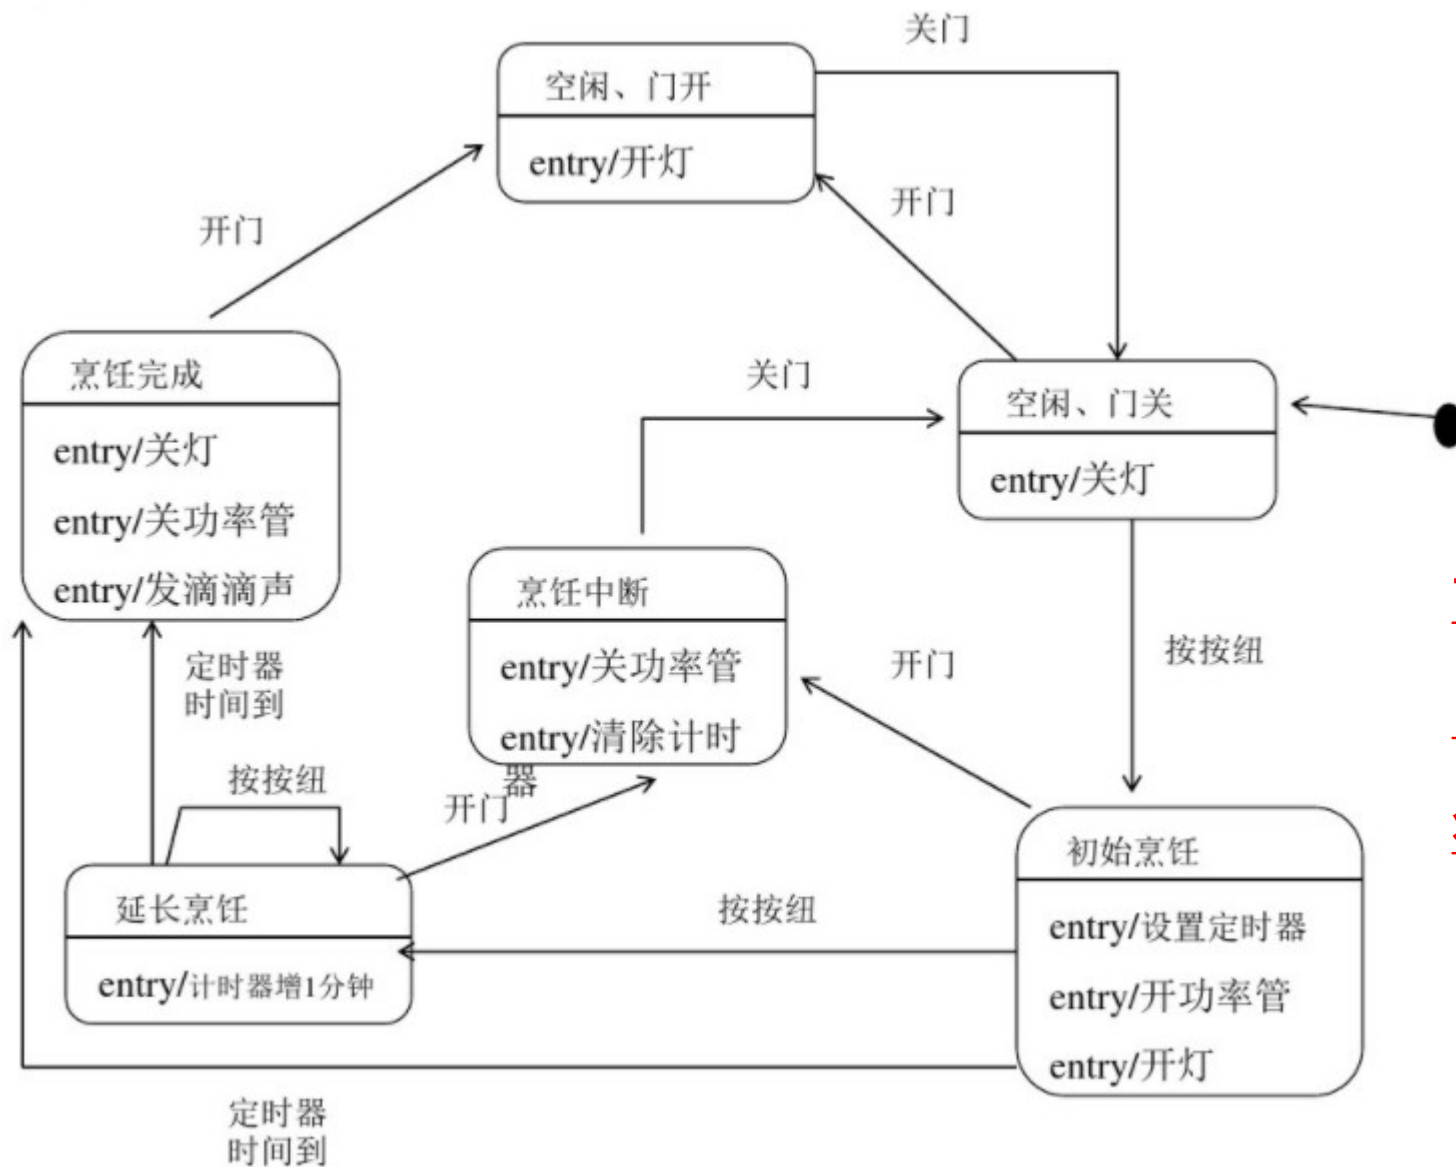 关门
空闲、门开
entry/开灯
开门
开门
烹饪完成
entry/关灯
entry/关功率管
entry/发滴滴声
关门
空闲、门关
entry/关灯
烹饪中断
entry/关功率管
entry/清除计时
器
开门
按按纽
定时器
时间到
按按纽
开门
初始烹饪
entry/设置定时器
entry/开功率管
entry/开灯
延长烹饪
entry/计时器增1分钟
按按纽
定时器
时间到